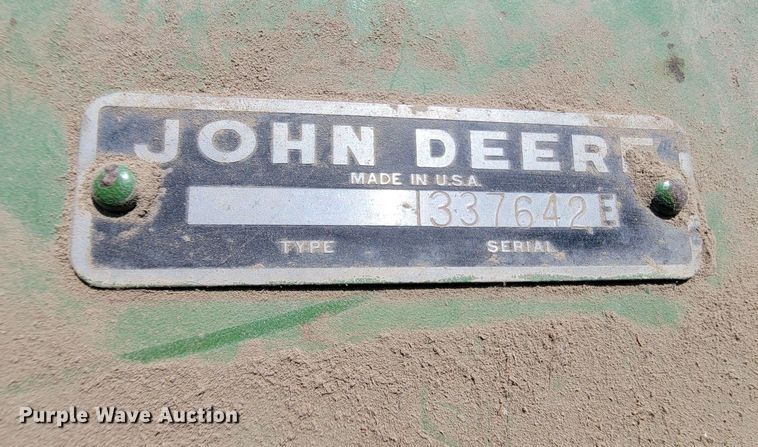 JOHN DEERE
MADE IN U.S.A.
337642E
TYPE SERIAL
Purple Wave Auction